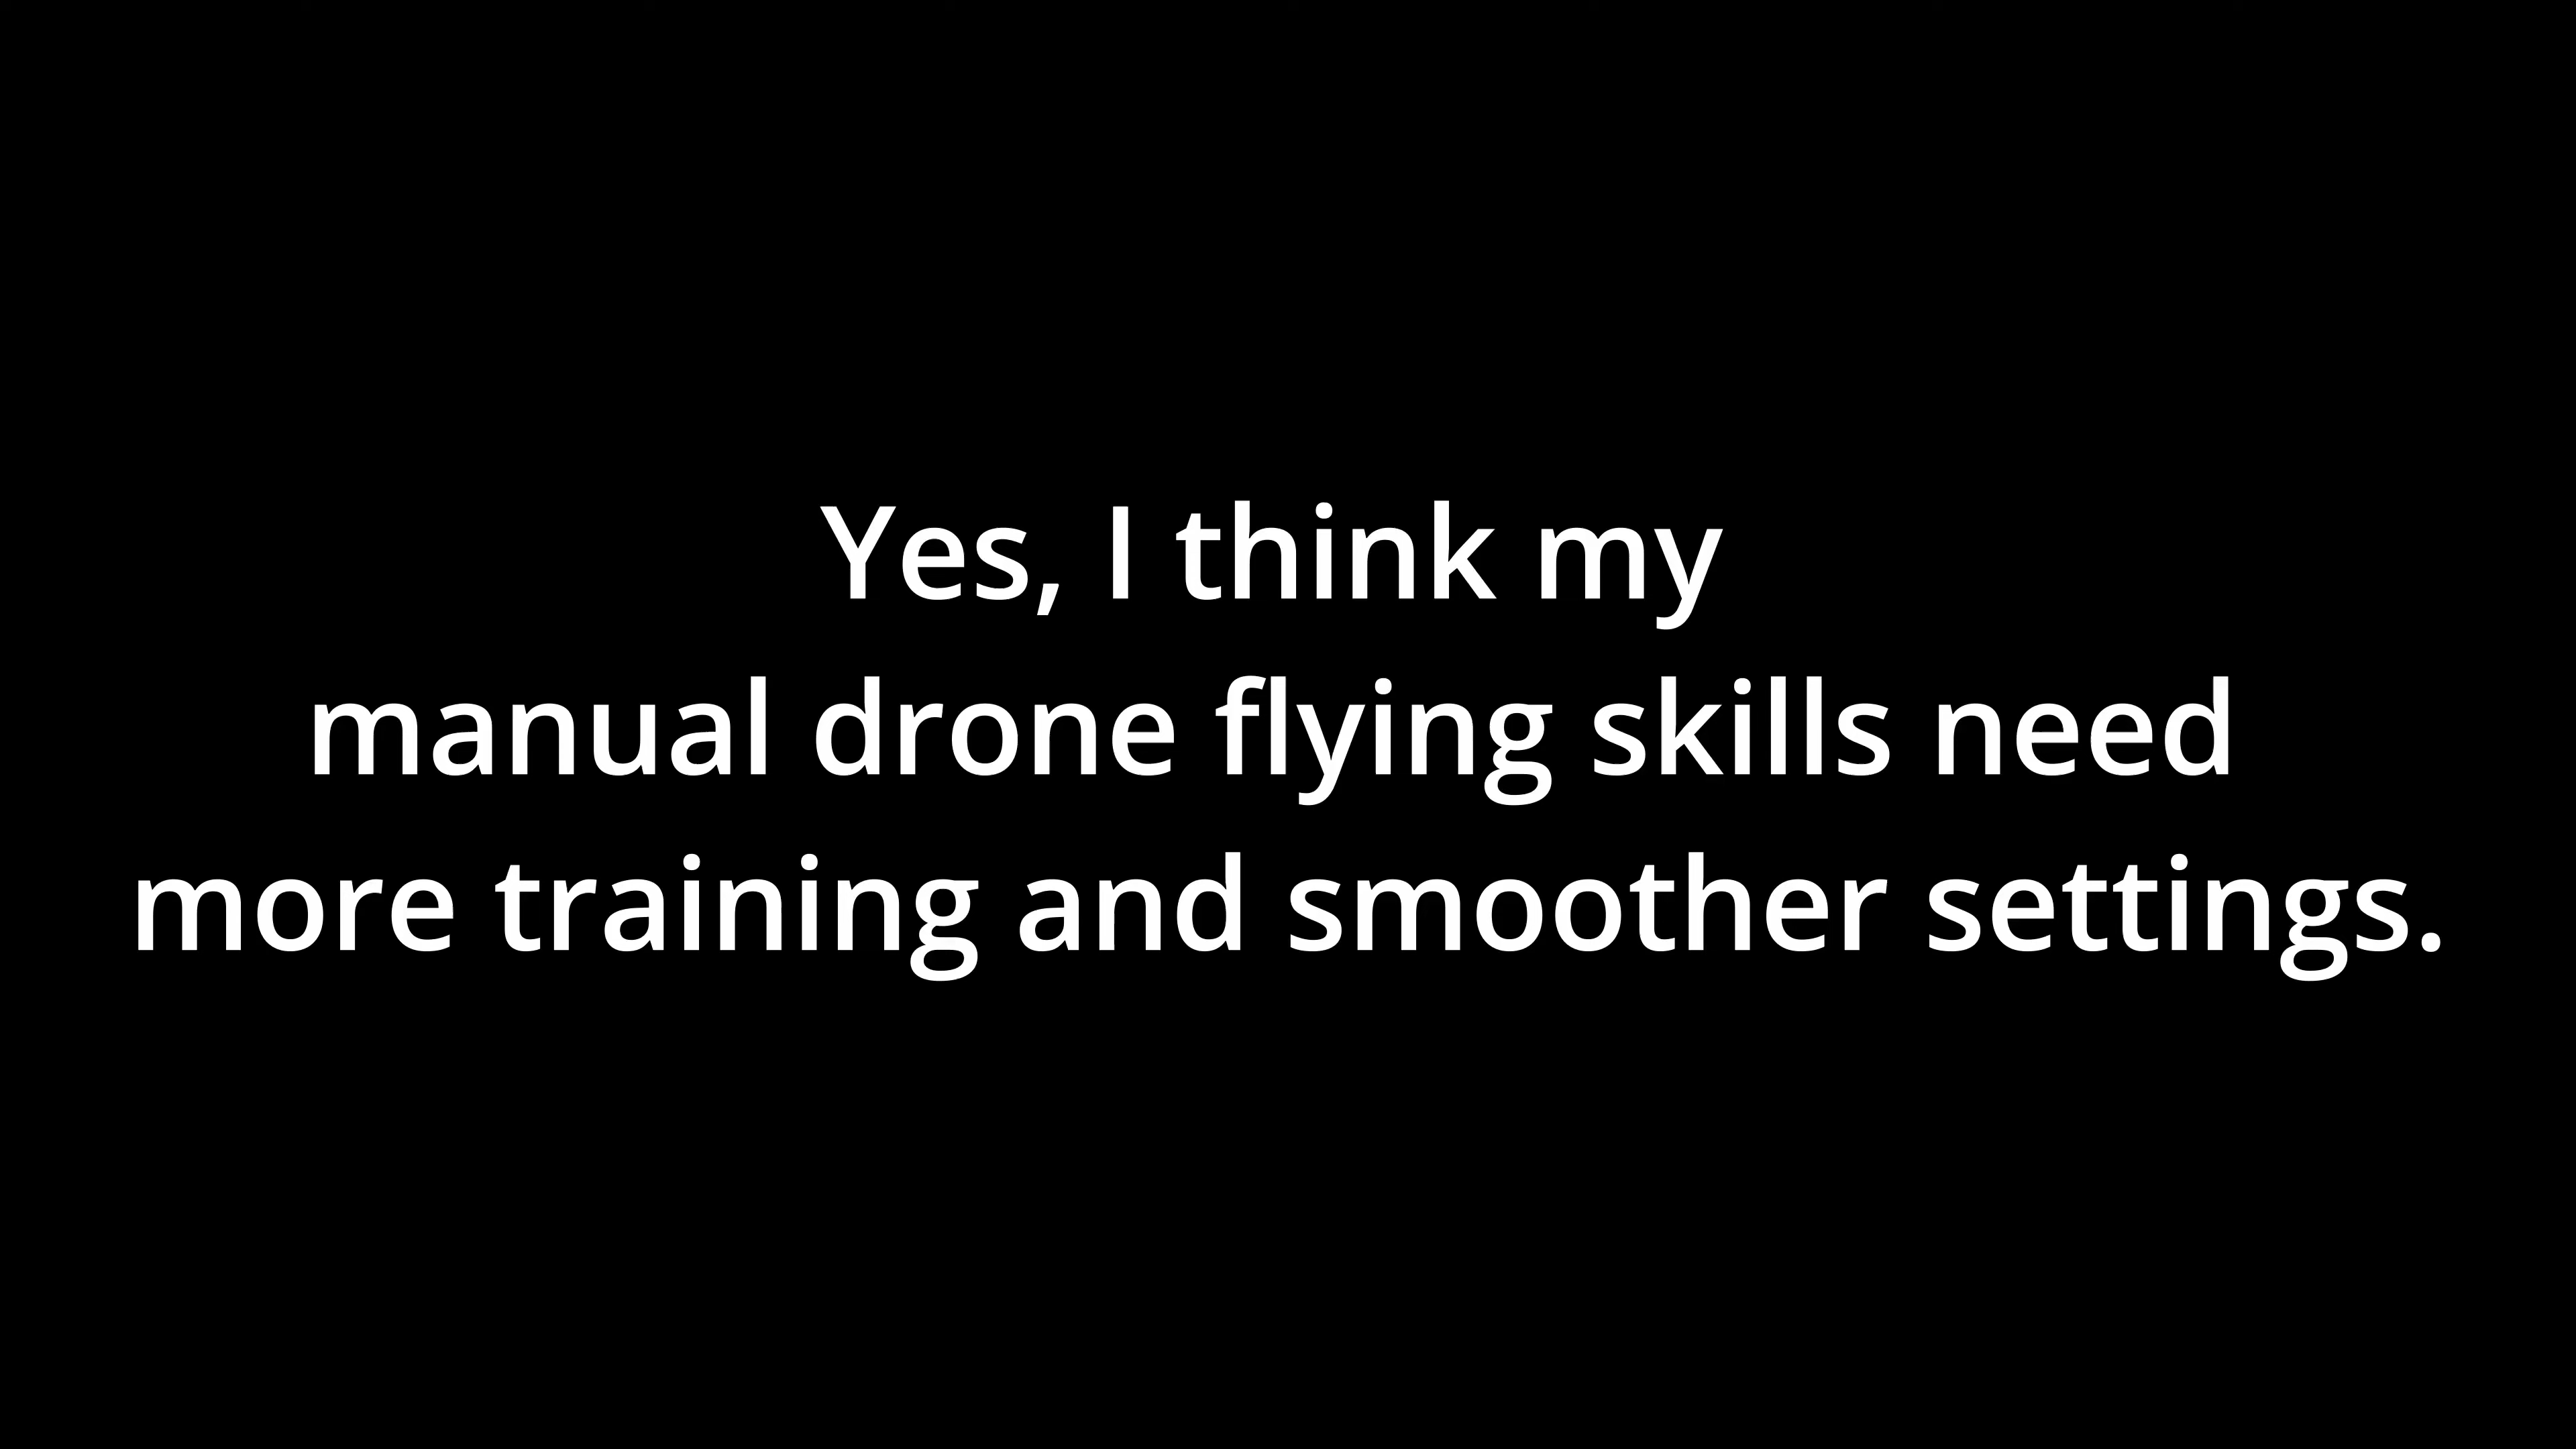 Yes, I think my
manual drone flying skills need
more training and smoother settings.